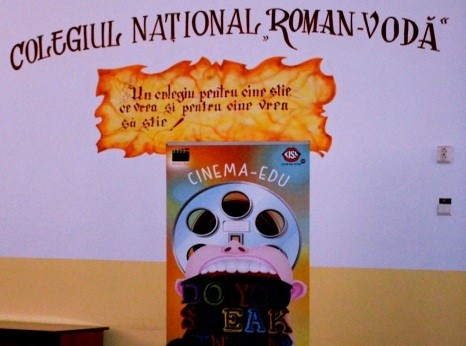 COLEGIUL NAȚIONAL „ROMAN-VODĂ“
"Un colegiu pentru cine știe
ce vrea și pentru cine vrea
să știe!
CINEMA-EDU
DO YOU
SPEAK